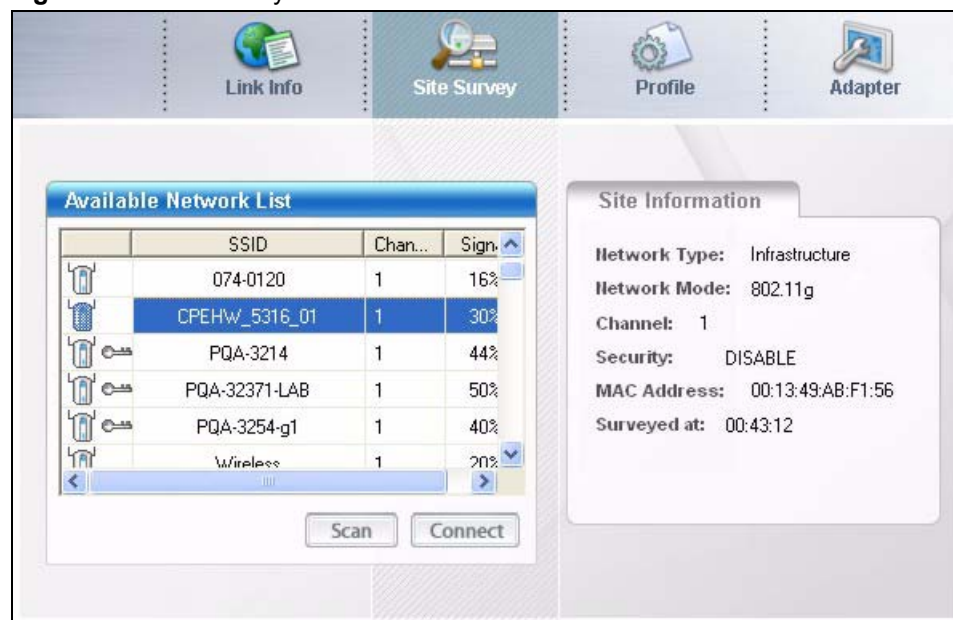 Link Info Site Survey Profile Adapter
Available Network List
SSID Chan... Sign
074-0120 1 16%
CPEHW_5316_01 1 30%
PQA-3214 1 44%
PQA-32371-LAB 1 50%
PQA-3254-g1 1 40%
Wireless 1 20%
Scan Connect
Site Information
Network Type: Infrastructure
Network Mode: 802.11g
Channel: 1
Security: DISABLE
MAC Address: 00:13:49:AB:F1:56
Surveyed at: 00:43:12